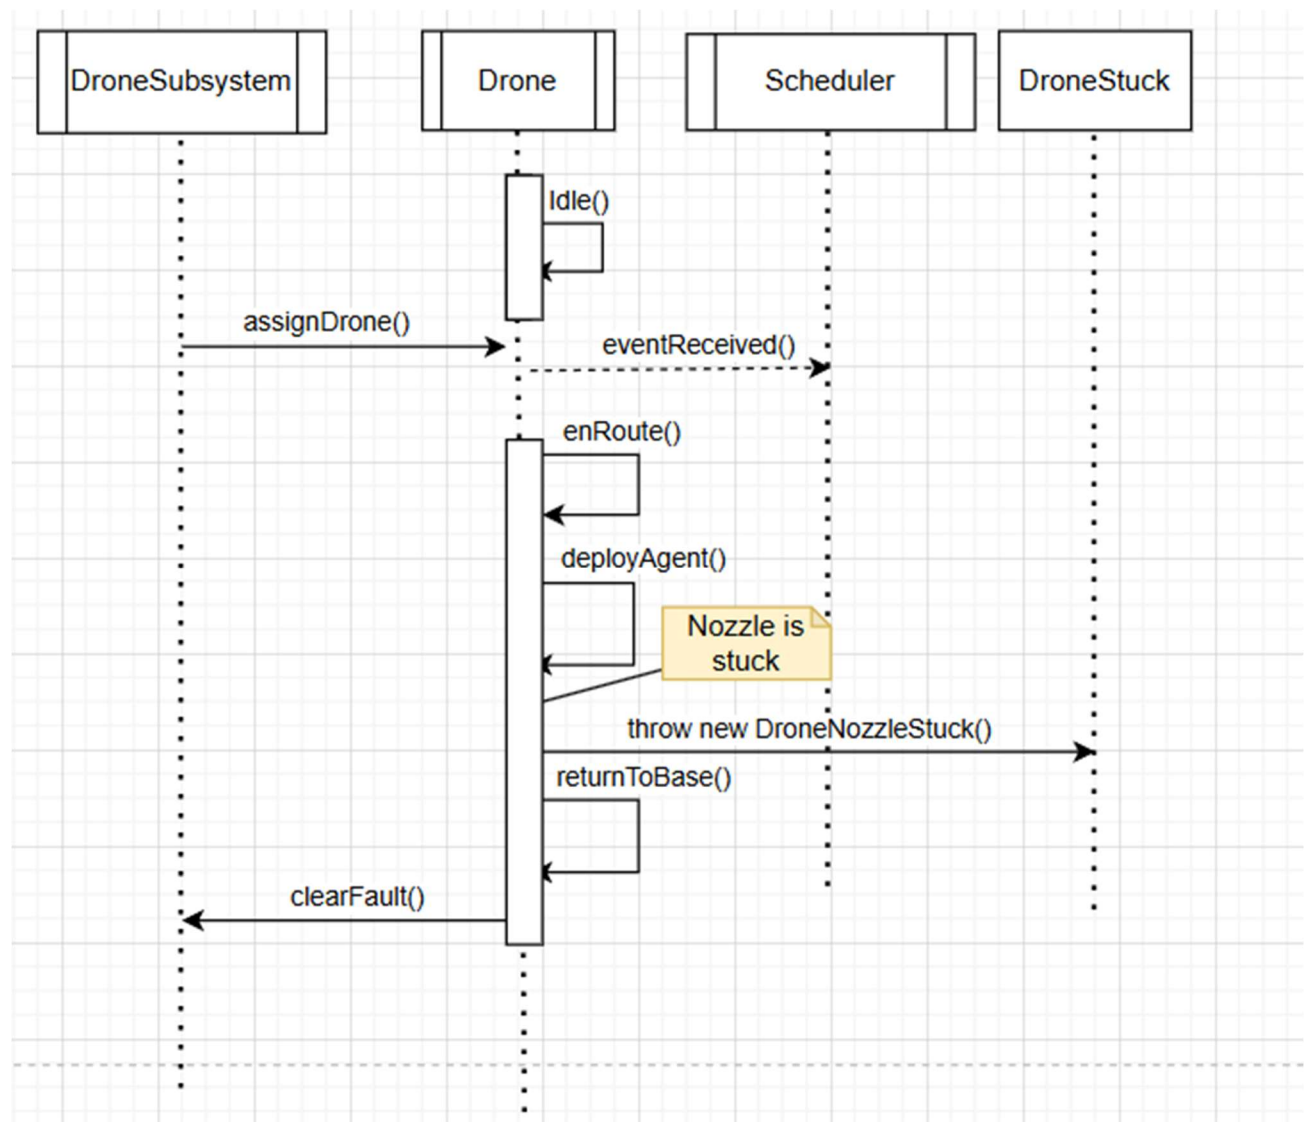 DroneSubsystem
Drone
Scheduler
DroneStuck
Idle()
assignDrone()
eventReceived()
enRoute()
deployAgent()
Nozzle is
stuck
throw new DroneNozzleStuck()
returnToBase()
clearFault()